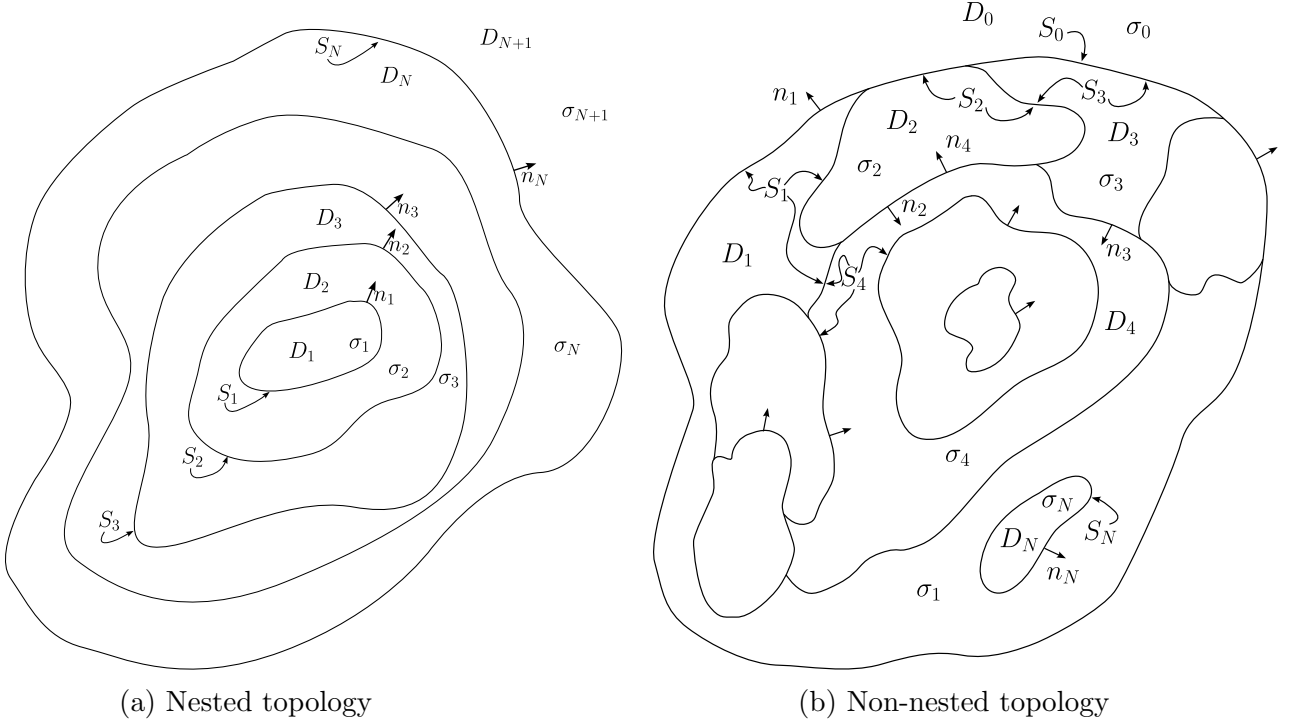 S_N
D_N
D_{N+1}
σ_{N+1}
n_N
D_3
n_3
n_2
D_2
n_1
D_1
σ_1
σ_2
σ_3
σ_N
S_1
S_2
S_3
(a) Nested topology
D_0
S_0
σ_0
n_1
S_2
S_3
D_2
D_3
n_4
σ_2
σ_3
S_1
n_2
n_3
D_1
S_4
D_4
σ_4
σ_N
D_N
S_N
n_N
σ_1
(b) Non-nested topology